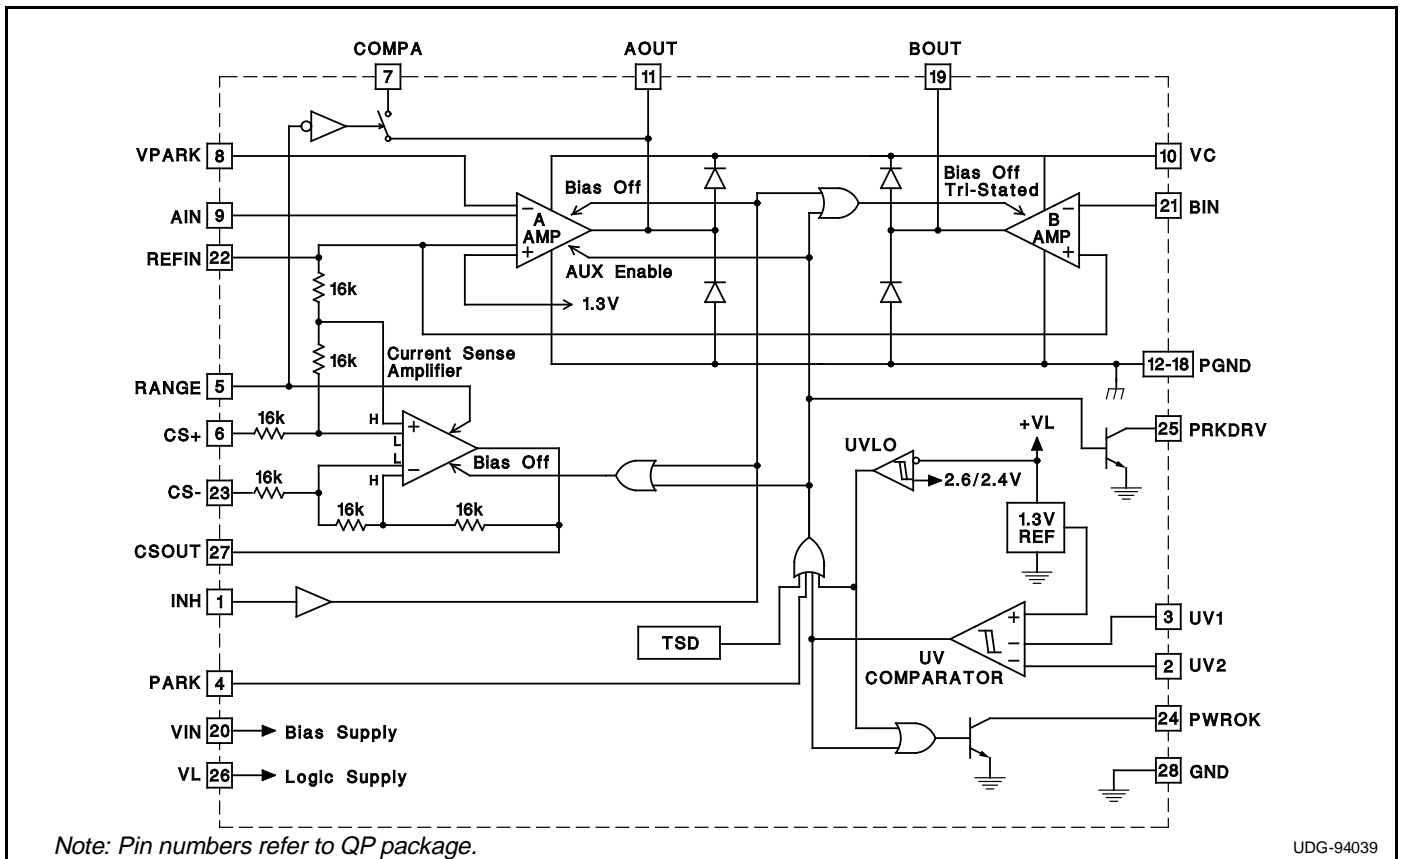 COMPA AOUT BOUT
7 11 19
VPARK 8 10 VC
Bias Off Bias Off
Tri-Stated
AIN 9 − A AMP + − B AMP + 21 BIN
REFIN 22
AUX Enable
16k
1.3V
16k
Current Sense
Amplifier
12-18 PGND
RANGE 5
16k H +VL
CS+ 6 + 25 PRKDRV
L UVLO
L Bias Off
16k − 2.6/2.4V
CS- 23 H
16k 16k 1.3V
REF
CSOUT 27
INH 1
+ 3 UV1
TSD −
− 2 UV2
UV
COMPARATOR
PARK 4
24 PWROK
VIN 20 Bias Supply
VL 26 Logic Supply 28 GND
Note: Pin numbers refer to QP package. UDG-94039